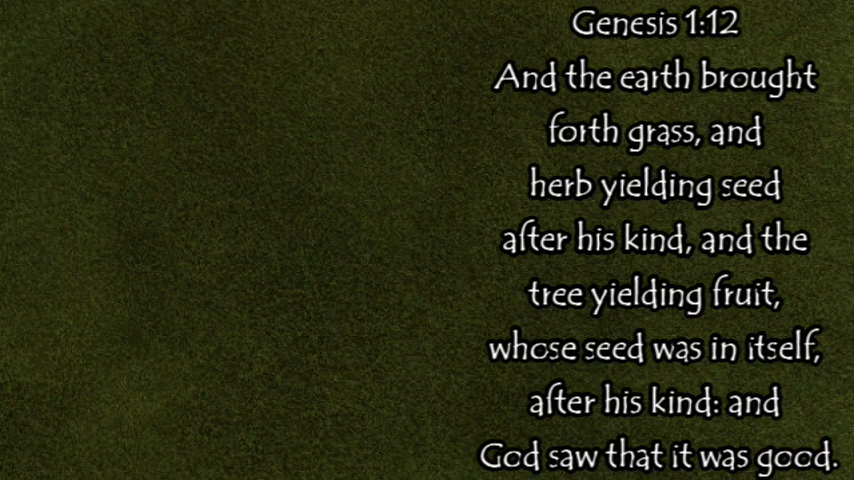 Genesis 1:12
And the earth brought
forth grass, and
herb yielding seed
after his kind, and the
tree yielding fruit,
whose seed was in itself,
after his kind: and
God saw that it was good.